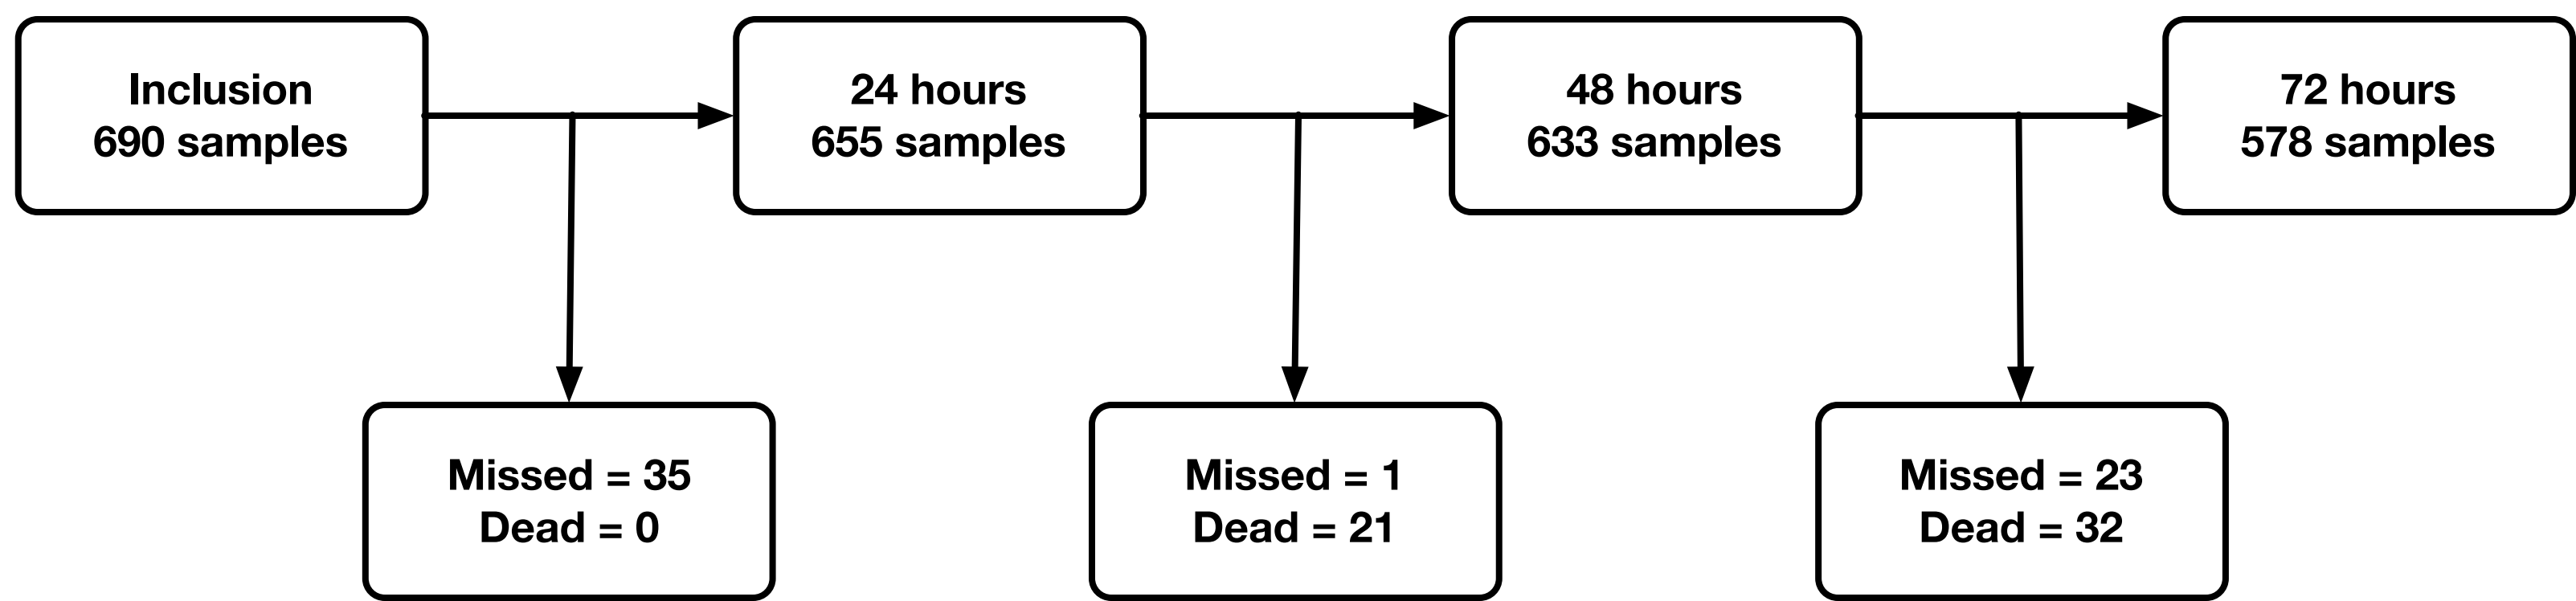 Inclusion
690 samples
24 hours
655 samples
48 hours
633 samples
72 hours
578 samples
Missed = 35
Dead = 0
Missed = 1
Dead = 21
Missed = 23
Dead = 32